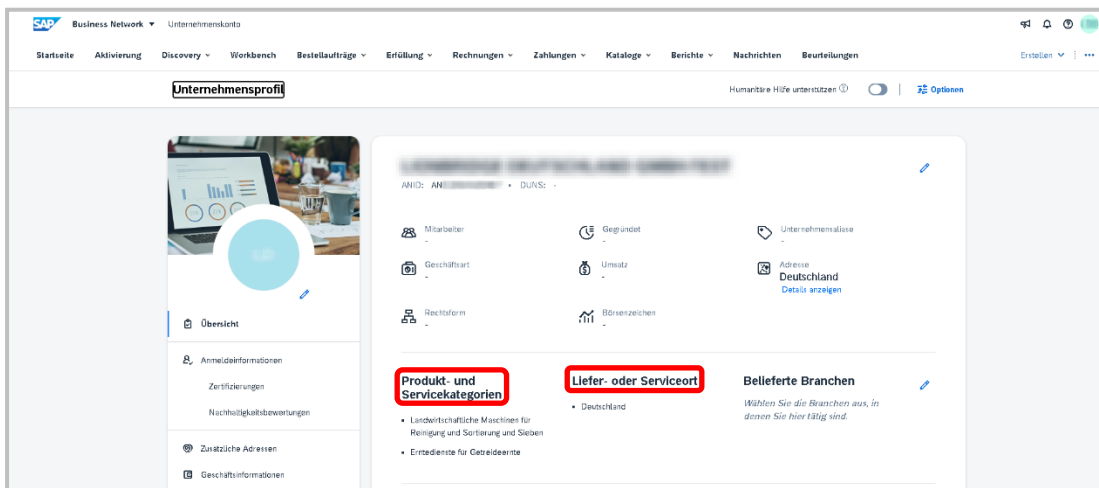 SAP Business Network Unternehmenskonto
Startseite Aktivierung Discovery Workbench Bestellaufträge Erfüllung Rechnungen Zahlungen Kataloge Berichte Nachrichten Beurteilungen Erstellen
Unternehmensprofil Humanitäre Hilfe unterstützen Optionen
ANID: AN • DUNS: -
Mitarbeiter Gegründet Unternehmensaliase
- - -
Geschäftsart Umsatz Adresse
- - Deutschland
Details anzeigen
Rechtsform Börsenzeichen
- -
Übersicht
Anmeldeinformationen
Zertifizierungen
Nachhaltigkeitsbewertungen
Zusätzliche Adressen
Geschäftsinformationen
Produkt- und
Servicekategorien
• Landwirtschaftliche Maschinen für
Reinigung und Sortierung und Sieben
• Erntedienste für Getreideernte
Liefer- oder Serviceort
• Deutschland
Belieferte Branchen
Wählen Sie die Branchen aus, in
denen Sie hier tätig sind.